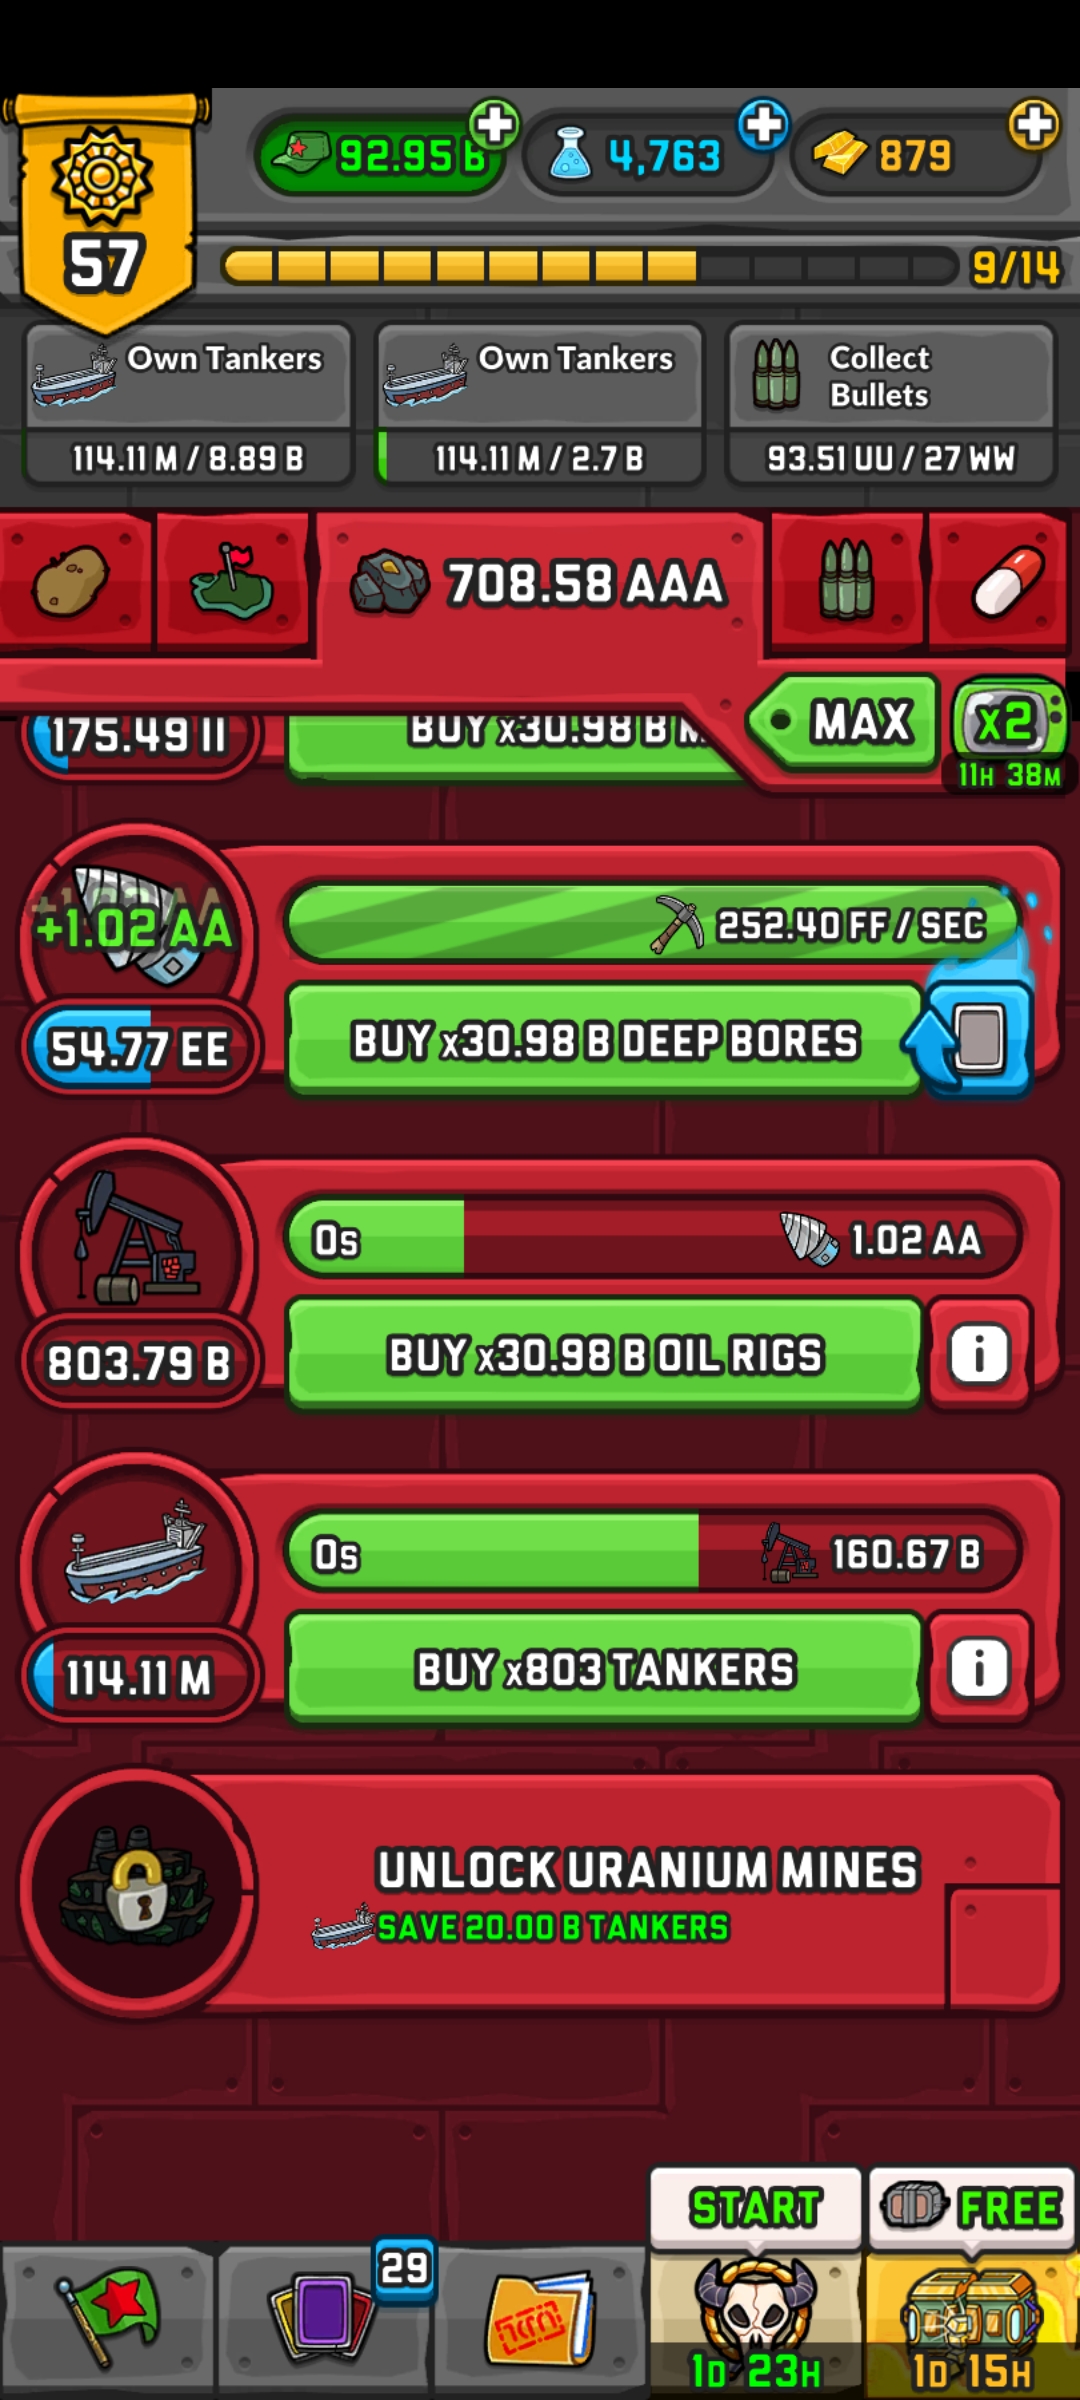 92.95 B
4,763
879
57
9/14
Own Tankers
114.11 M / 8.89 B
Own Tankers
114.11 M / 2.7 B
Collect
Bullets
93.51 UU / 27 WW
708.58 AAA
MAX
x2
11H 38M
175.49 II
BUY x30.98 B
+1.02 AA
252.40 FF / SEC
54.77 EE
BUY x30.98 B DEEP BORES
0s
1.02 AA
803.79 B
BUY x30.98 B OIL RIGS
i
0s
160.67 B
114.11 M
BUY x803 TANKERS
i
UNLOCK URANIUM MINES
SAVE 20.00 B TANKERS
START
FREE
29
1D 23H
1D 15H